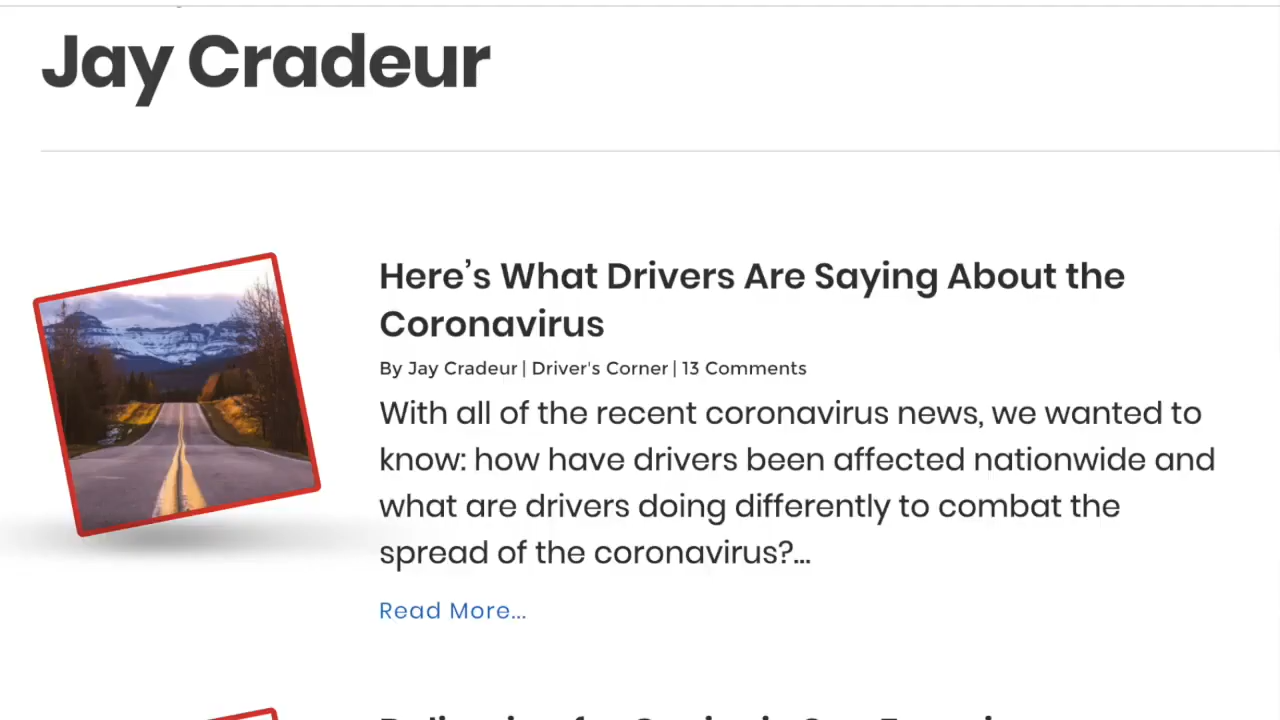 Jay Cradeur
Here’s What Drivers Are Saying About the
Coronavirus
By Jay Cradeur | Driver's Corner | 13 Comments
With all of the recent coronavirus news, we wanted to
know: how have drivers been affected nationwide and
what are drivers doing differently to combat the
spread of the coronavirus?...
Read More...